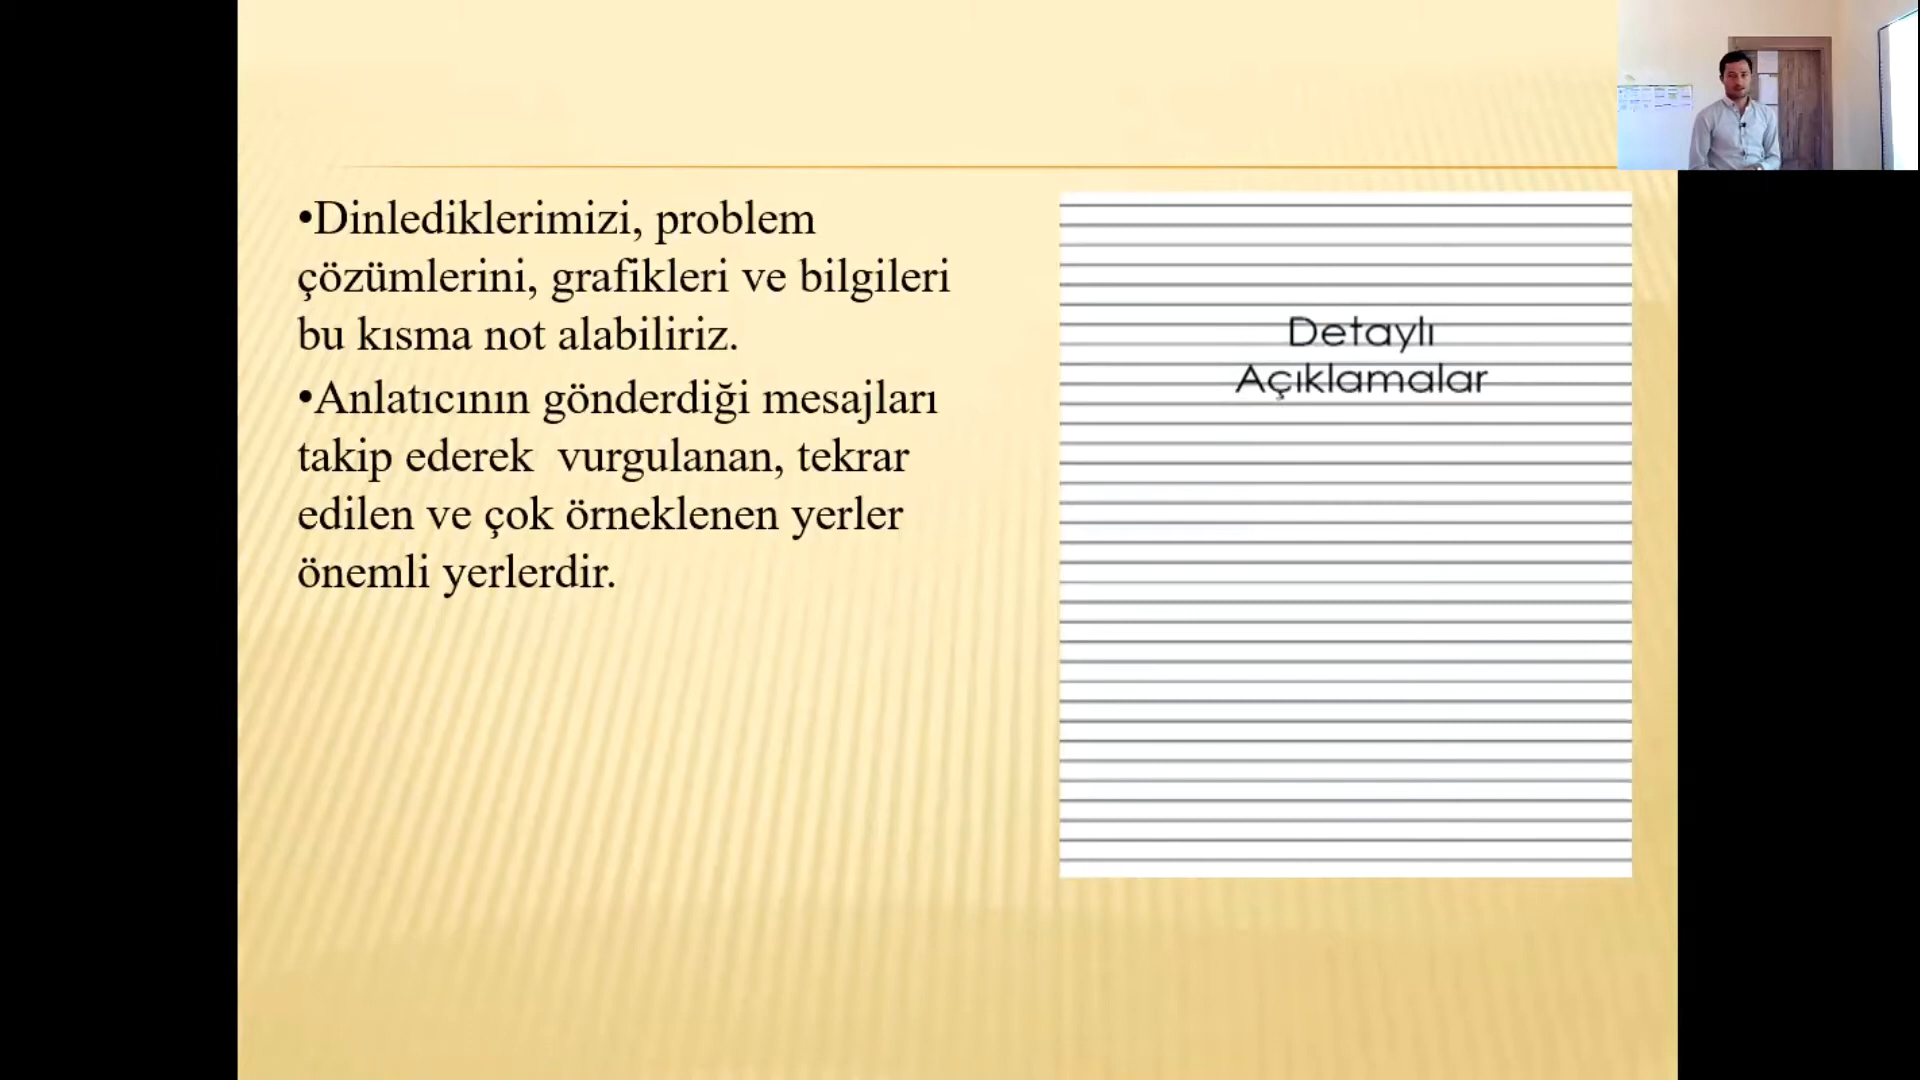 •Dinlediklerimizi, problem
çözümlerini, grafikleri ve bilgileri
bu kısma not alabiliriz.
•Anlatıcının gönderdiği mesajları
takip ederek  vurgulanan, tekrar
edilen ve çok örneklenen yerler
önemli yerlerdir.
Detaylı
Açıklamalar